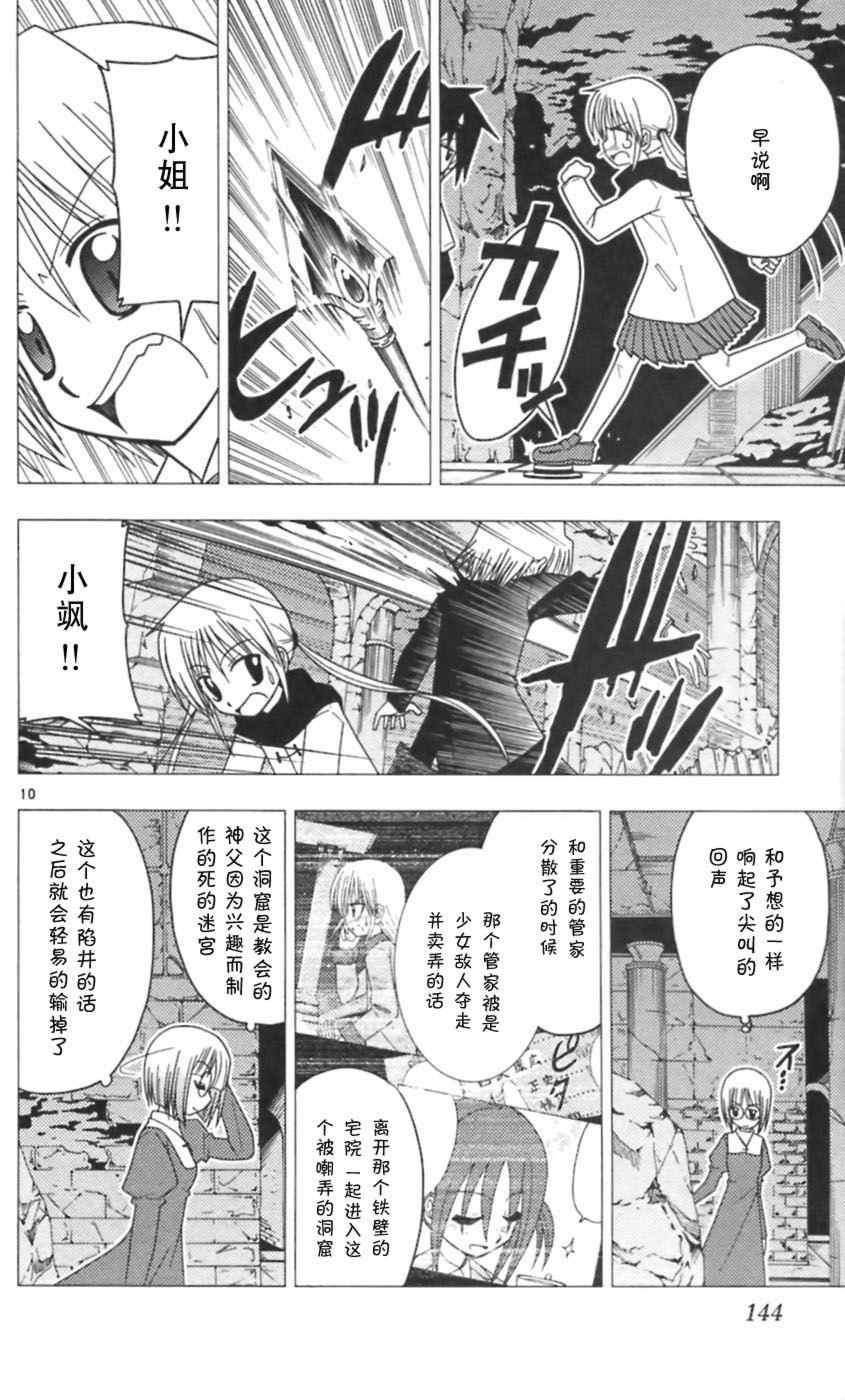 早说啊
カチッ
小姐!!
小飒!!
10
和予想的一样
响起了尖叫的
回声
和重要的管家
分散了的时候
那个管家被是
少女敌人夺走
并卖弄的话
离开那个铁壁的
宅院 一起进入这
个被嘲弄的洞窟
这个洞窟是教会的
神父因为兴趣而制
作的死的迷宫
这个也有陷井的话
之后就会轻易的输掉了
144